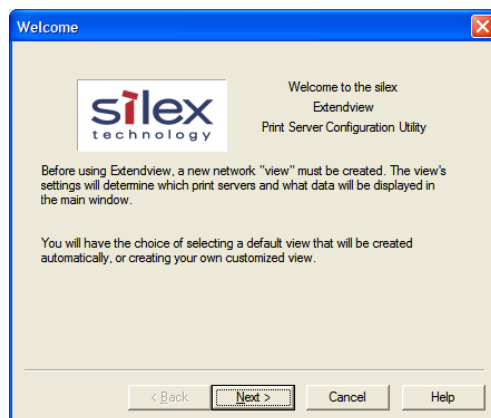 Welcome
silex
technology
Welcome to the silex
Extendview
Print Server Configuration Utility
Before using Extendview, a new network "view" must be created. The view's
settings will determine which print servers and what data will be displayed in
the main window.
You will have the choice of selecting a default view that will be created
automatically, or creating your own customized view.
< Back
Next >
Cancel
Help